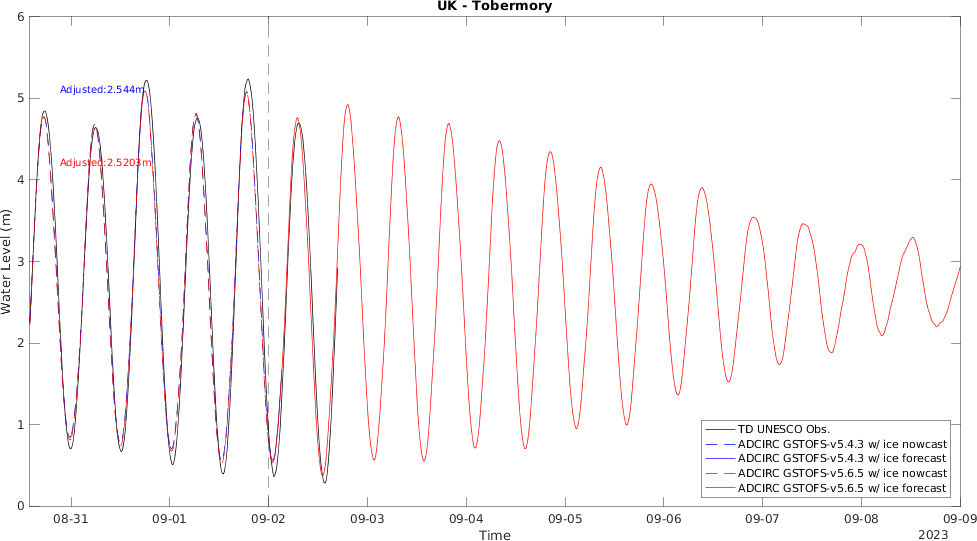 UK - Tobermory
6
5
4
3
2
1
0
Water Level (m)
Adjusted:2.544m
Adjusted:2.5203m
TD UNESCO Obs.
ADCIRC GSTOFS-v5.4.3 w/ ice nowcast
ADCIRC GSTOFS-v5.4.3 w/ ice forecast
ADCIRC GSTOFS-v5.6.5 w/ ice nowcast
ADCIRC GSTOFS-v5.6.5 w/ ice forecast
08-31 09-01 09-02 09-03 09-04 09-05 09-06 09-07 09-08 09-09
Time
2023